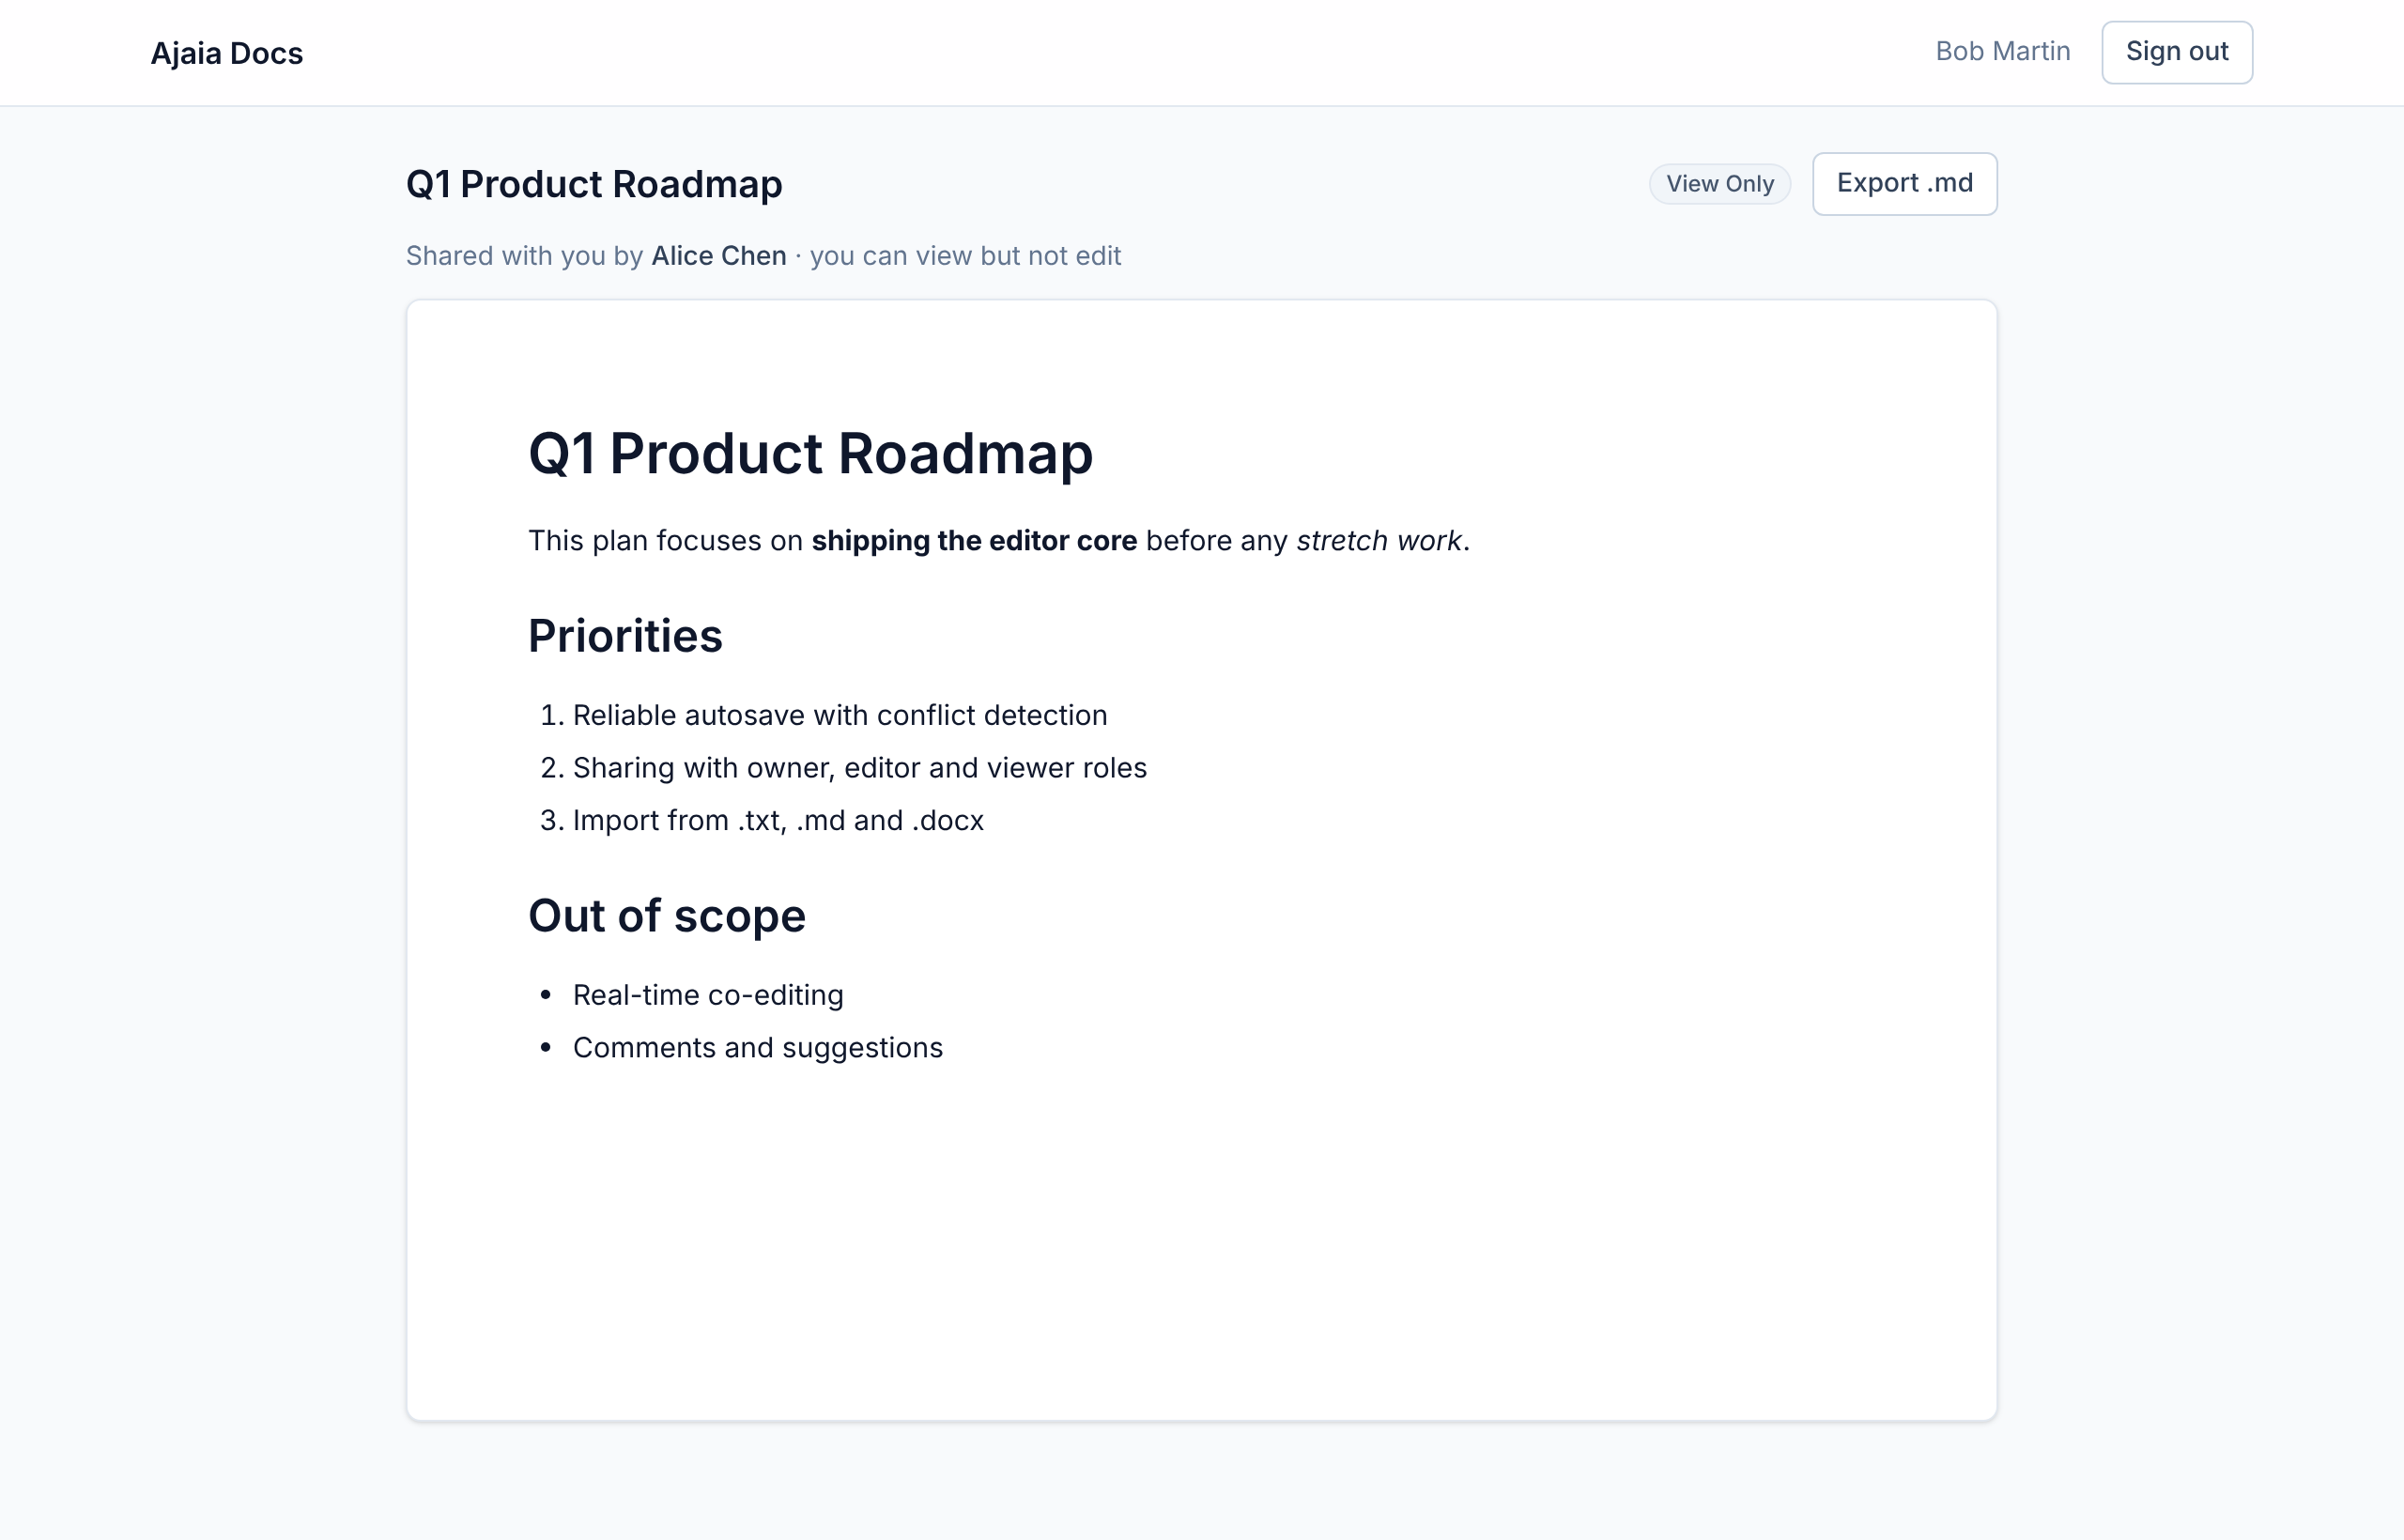 Ajaia Docs
Bob Martin
Sign out
Q1 Product Roadmap
View Only
Export .md
Shared with you by Alice Chen · you can view but not edit
Q1 Product Roadmap
This plan focuses on shipping the editor core before any stretch work.
Priorities
1. Reliable autosave with conflict detection
2. Sharing with owner, editor and viewer roles
3. Import from .txt, .md and .docx
Out of scope
• Real-time co-editing
• Comments and suggestions